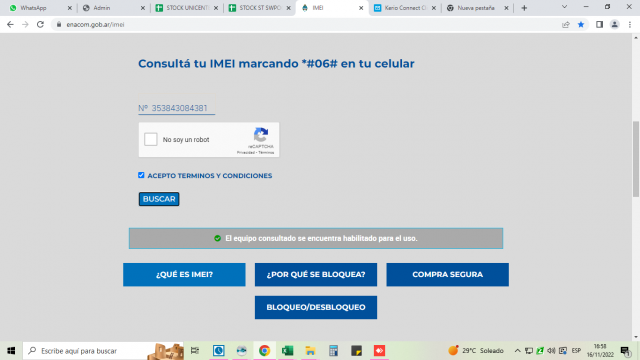 WhatsApp
Admin
STOCK UNICENTO
STOCK ST SWPO
IMEI
Kerio Connect
Nueva pestaña
enacom.gob.ar/imei
Consultá tu IMEI marcando *#06# en tu celular
Nº 353843084381
No soy un robot
reCAPTCHA
Privacidad - Términos
ACEPTO TERMINOS Y CONDICIONES
BUSCAR
El equipo consultado se encuentra habilitado para el uso.
¿QUÉ ES IMEI?
¿POR QUÉ SE BLOQUEA?
COMPRA SEGURA
BLOQUEO/DESBLOQUEO
Escribe aquí para buscar
29°C Soleado
ESP
18:58
16/11/2022